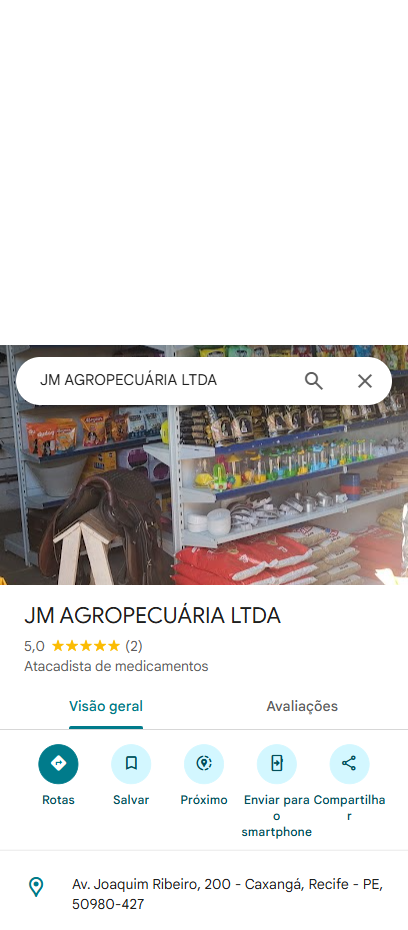 JM AGROPECUÁRIA LTDA
JM AGROPECUÁRIA LTDA
5,0 (2)
Atacadista de medicamentos
Visão geral Avaliações
Rotas Salvar Próximo Enviar para o smartphone Compartilhar
Av. Joaquim Ribeiro, 200 - Caxangá, Recife - PE,
50980-427